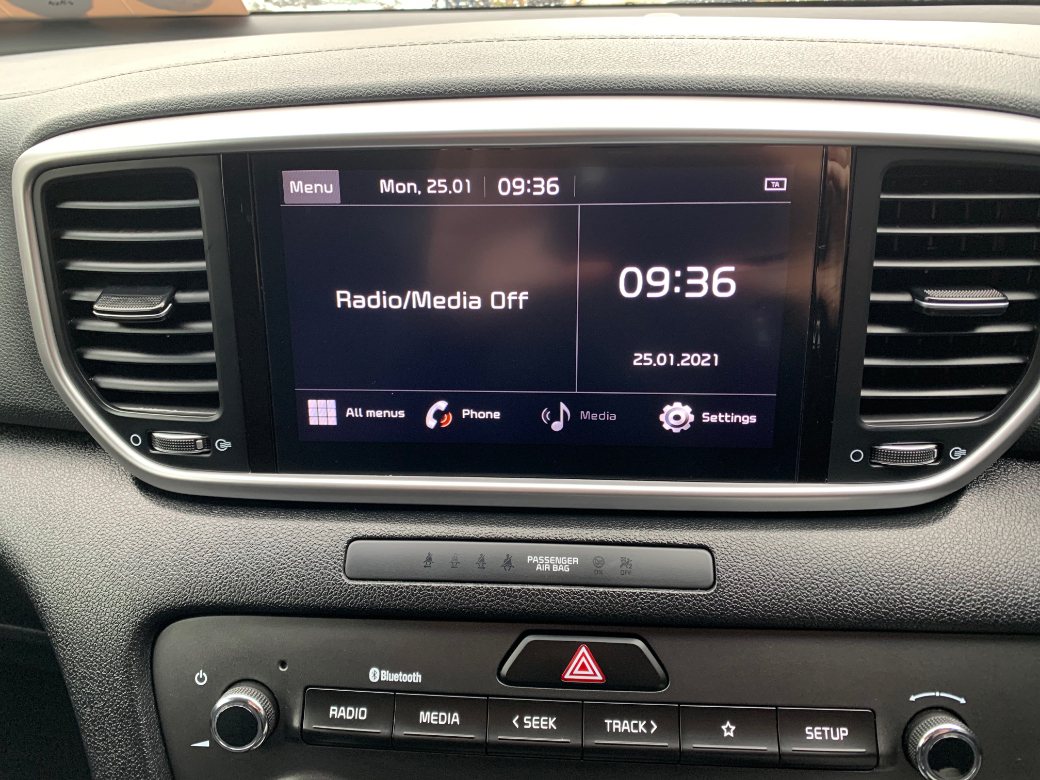 Menu
Mon, 25.01
09:36
TA
Radio/Media Off
09:36
25.01.2021
All menus
Phone
Media
Settings
PASSENGER
AIR BAG
OFF
Bluetooth
RADIO
MEDIA
< SEEK
TRACK >
☆
SETUP